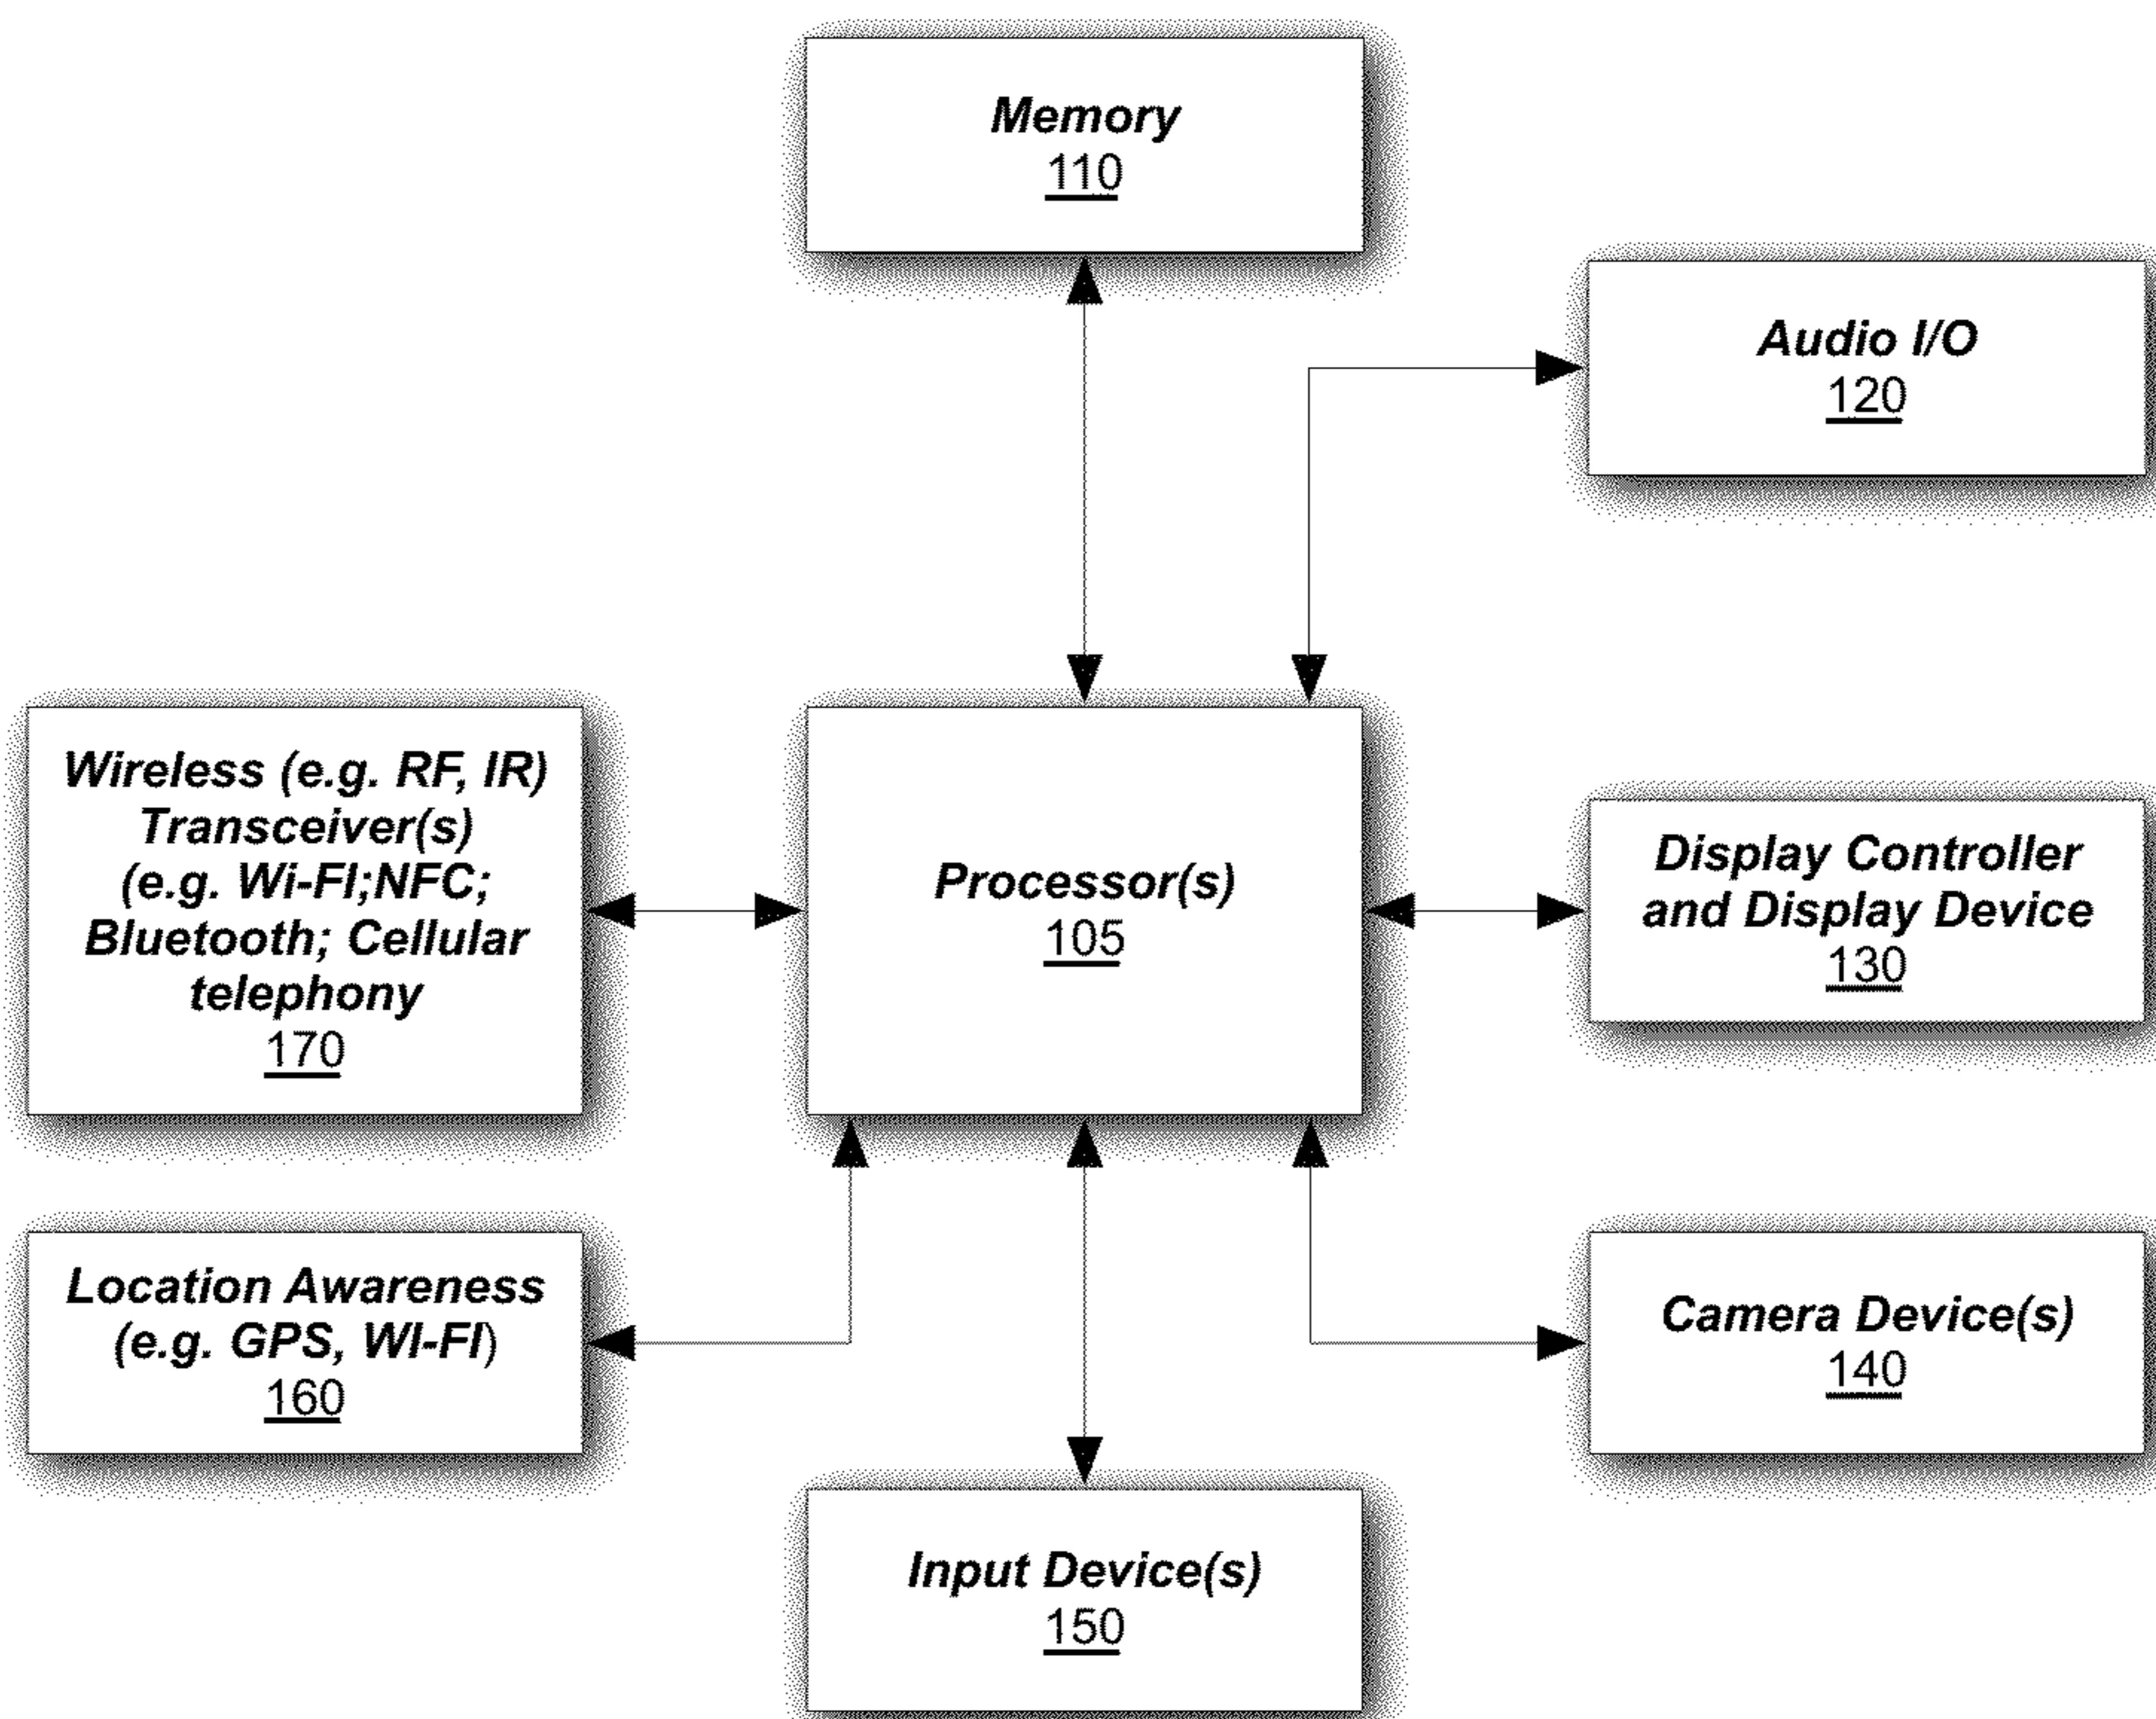 Memory
110
Audio I/O
120
Wireless (e.g. RF, IR)
Transceiver(s)
(e.g. Wi-FI;NFC;
Bluetooth; Cellular
telephony
170
Processor(s)
105
Display Controller
and Display Device
130
Location Awareness
(e.g. GPS, WI-FI)
160
Camera Device(s)
140
Input Device(s)
150